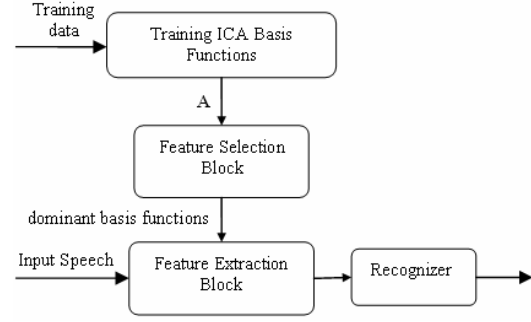 Training
data
Training ICA Basis
Functions
A
Feature Selection
Block
dominant basis functions
Input Speech
Feature Extraction
Block
Recognizer